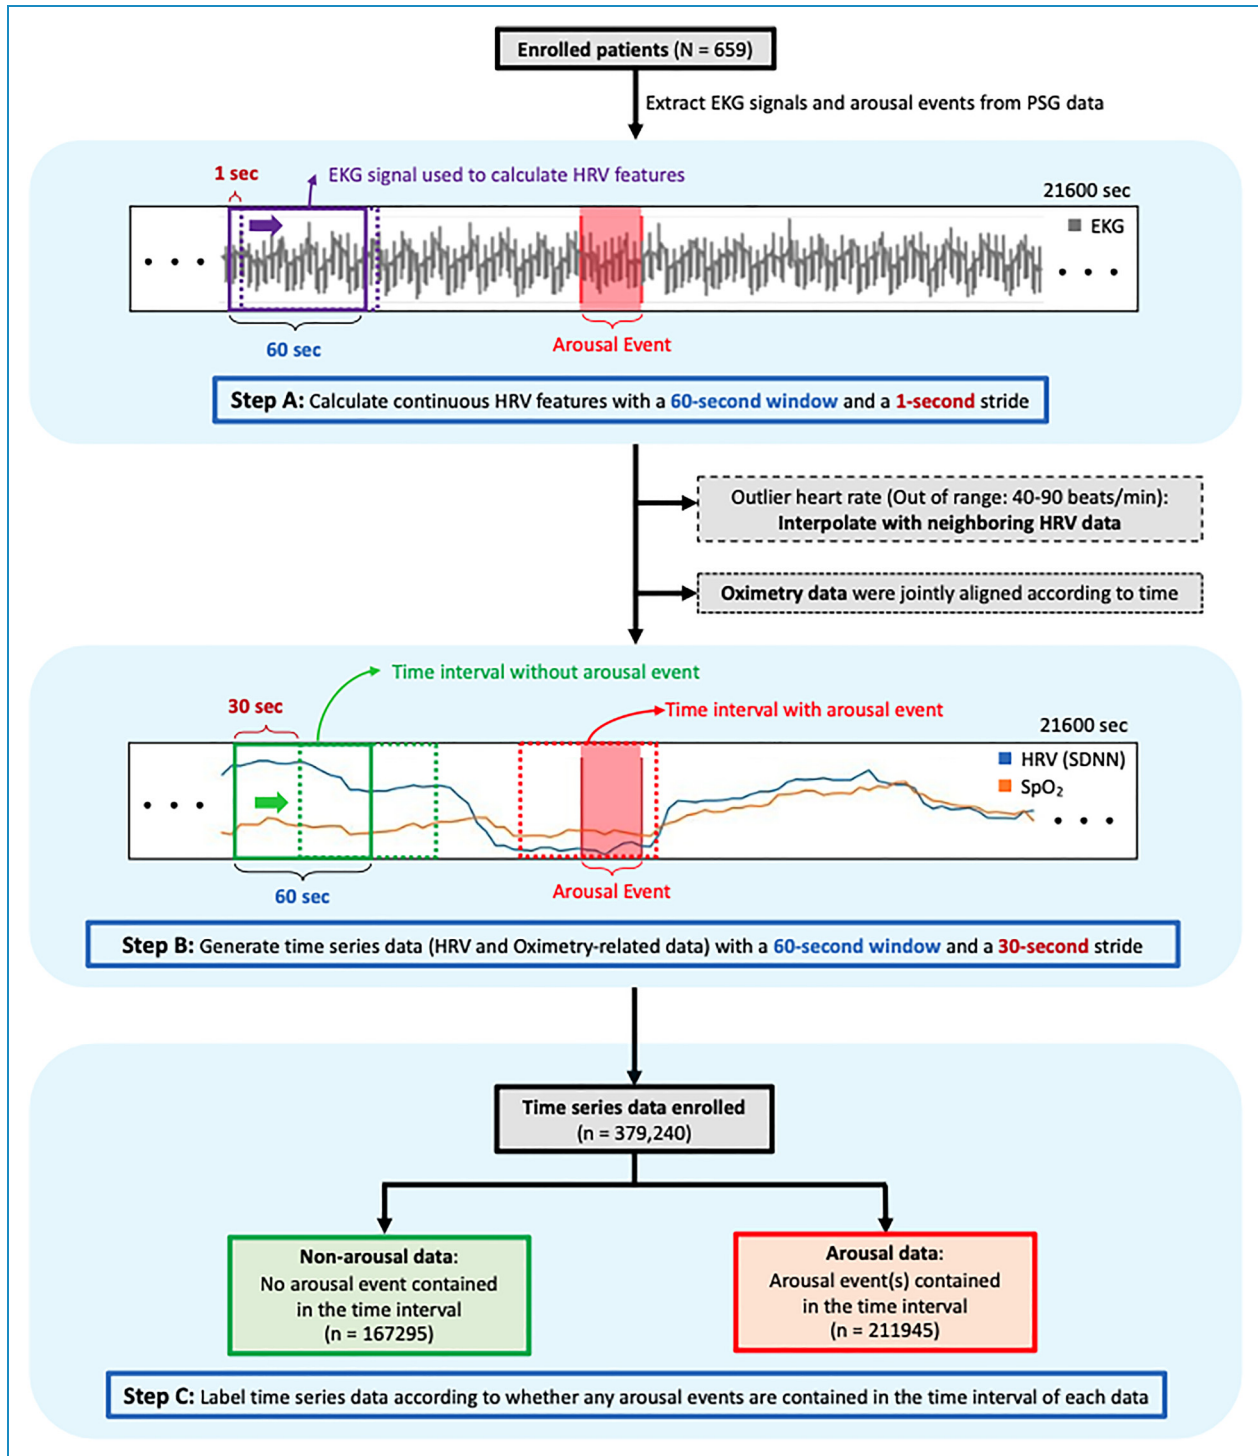 Enrolled patients (N = 659)
Extract EKG signals and arousal events from PSG data
1 sec
EKG signal used to calculate HRV features
21600 sec
EKG
60 sec
Arousal Event
Step A: Calculate continuous HRV features with a 60-second window and a 1-second stride
Outlier heart rate (Out of range: 40-90 beats/min):
Interpolate with neighboring HRV data
Oximetry data were jointly aligned according to time
Time interval without arousal event
30 sec
Time interval with arousal event
21600 sec
HRV (SDNN)
SpO₂
60 sec
Arousal Event
Step B: Generate time series data (HRV and Oximetry-related data) with a 60-second window and a 30-second stride
Time series data enrolled
(n = 379,240)
Non-arousal data:
No arousal event contained
in the time interval
(n = 167295)
Arousal data:
Arousal event(s) contained
in the time interval
(n = 211945)
Step C: Label time series data according to whether any arousal events are contained in the time interval of each data